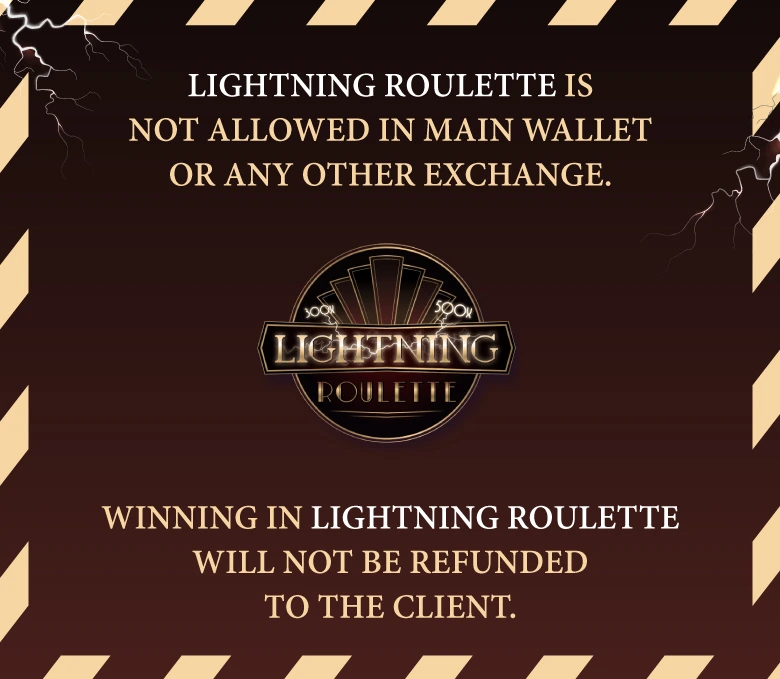 LIGHTNING ROULETTE IS
NOT ALLOWED IN MAIN WALLET
OR ANY OTHER EXCHANGE.
300X 500X
LIGHTNING
ROULETTE
WINNING IN LIGHTNING ROULETTE
WILL NOT BE REFUNDED
TO THE CLIENT.